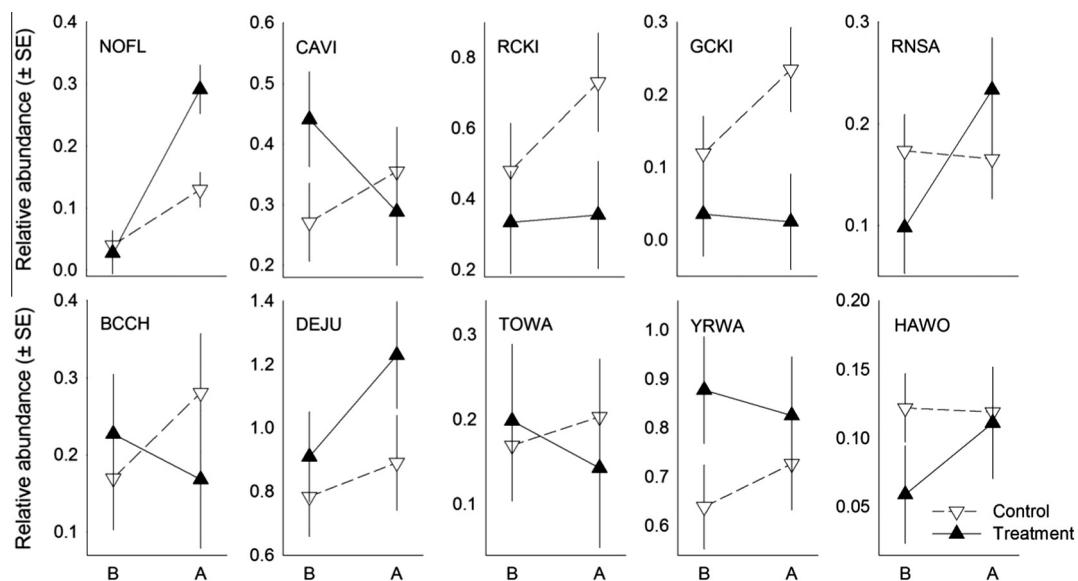 Relative abundance (± SE)
0.4
0.3
0.2
0.1
0.0
NOFL
0.6
0.5
0.4
0.3
0.2
CAVI
0.8
0.6
0.4
0.2
RCKI
0.3
0.2
0.1
0.0
GCKI
0.3
0.2
0.1
RNSA
Relative abundance (± SE)
0.4
0.3
0.2
0.1
BCCH
B A
1.4
1.2
1.0
0.8
0.6
DEJU
B A
0.3
0.2
0.1
TOWA
B A
1.0
0.9
0.8
0.7
0.6
YRWA
B A
0.20
0.15
0.10
0.05
HAWO
Control
Treatment
B A